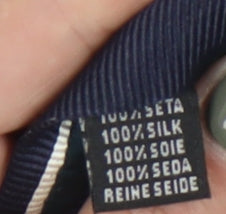 100% SETA
100% SILK
100% SOIE
100% SEDA
REINE SEIDE